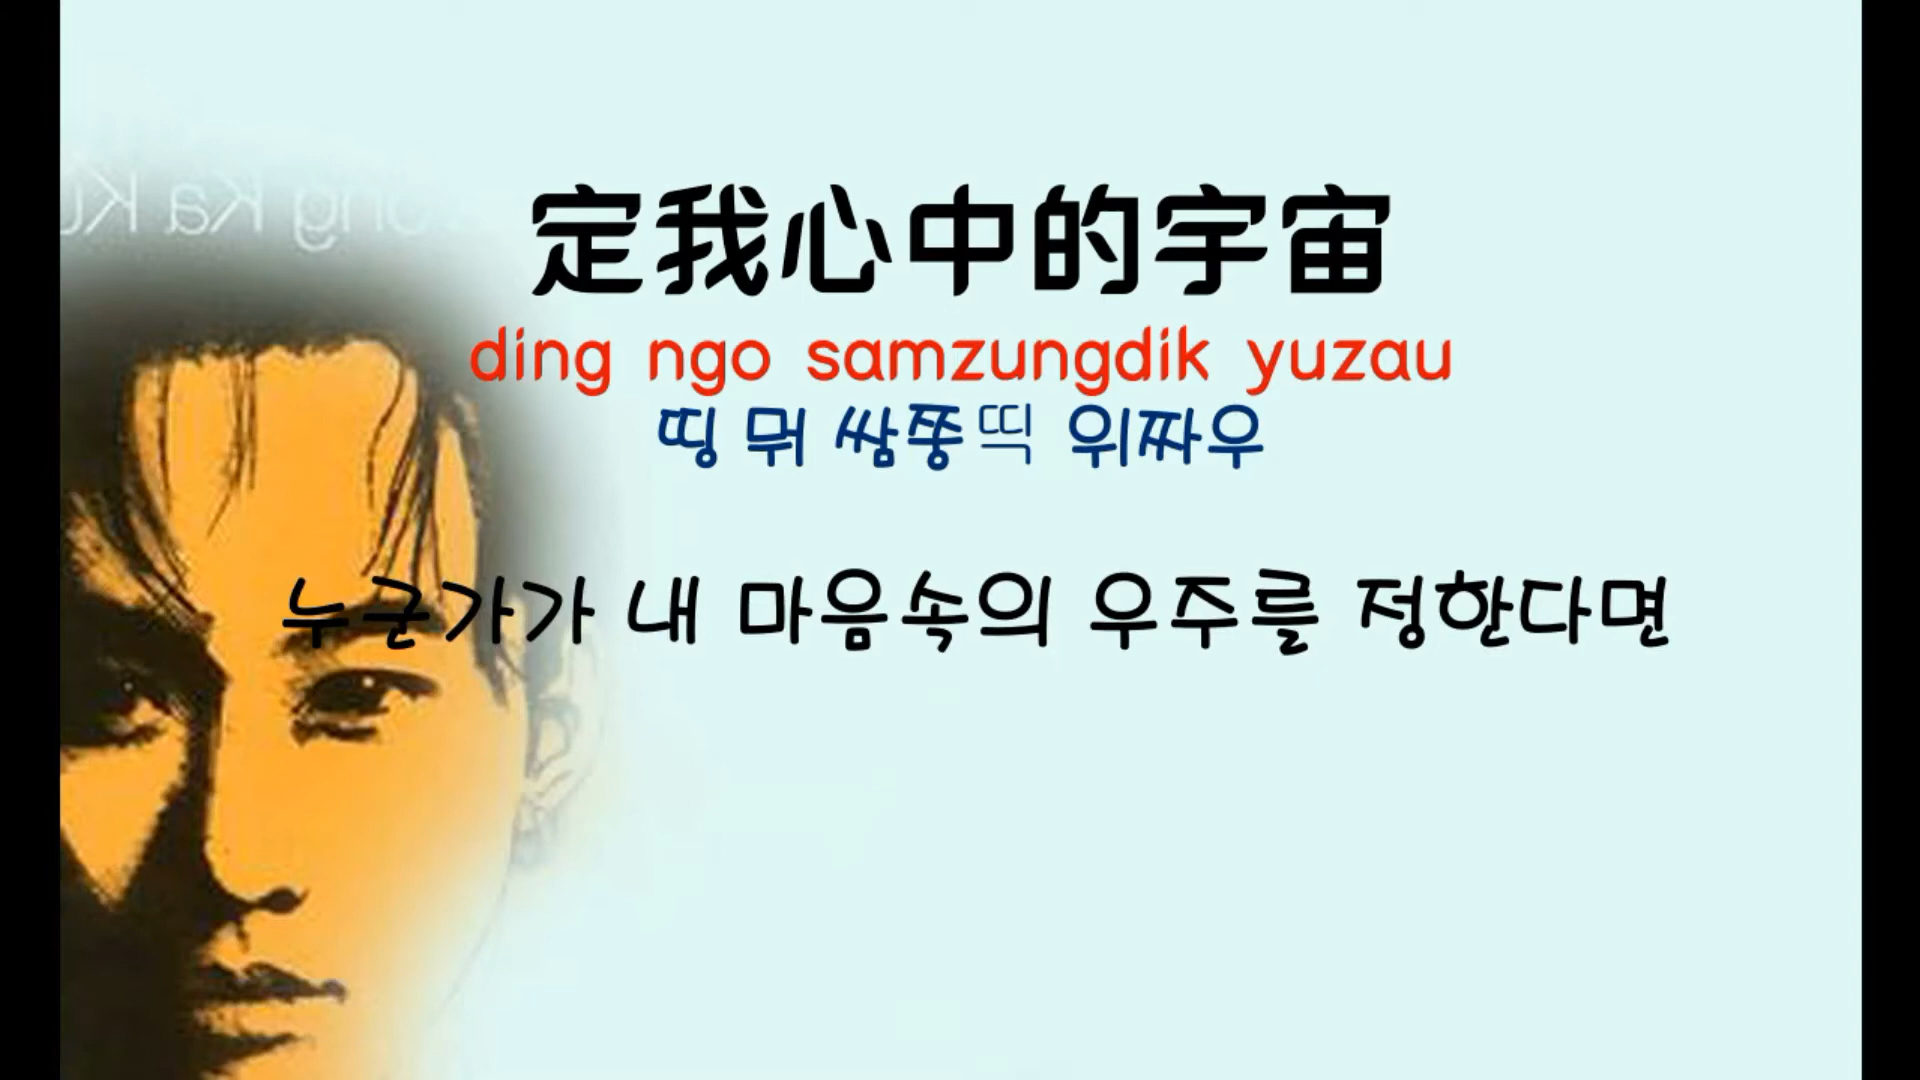 定我心中的宇宙
ding ngo samzungdik yuzau
띵 뭐 쌈쭝띡 위짜우
누군가가 내 마음속의 우주를 정한다면